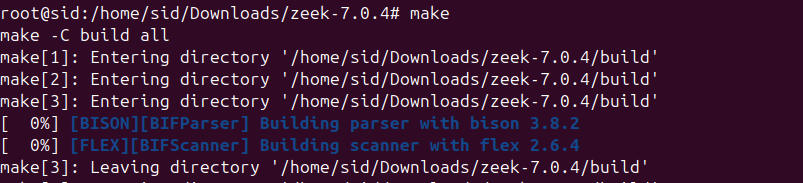 root@sid:/home/sid/Downloads/zeek-7.0.4# make
make -C build all
make[1]: Entering directory '/home/sid/Downloads/zeek-7.0.4/build'
make[2]: Entering directory '/home/sid/Downloads/zeek-7.0.4/build'
make[3]: Entering directory '/home/sid/Downloads/zeek-7.0.4/build'
[  0%] [BISON][BIFParser] Building parser with bison 3.8.2
[  0%] [FLEX][BIFScanner] Building scanner with flex 2.6.4
make[3]: Leaving directory '/home/sid/Downloads/zeek-7.0.4/build'